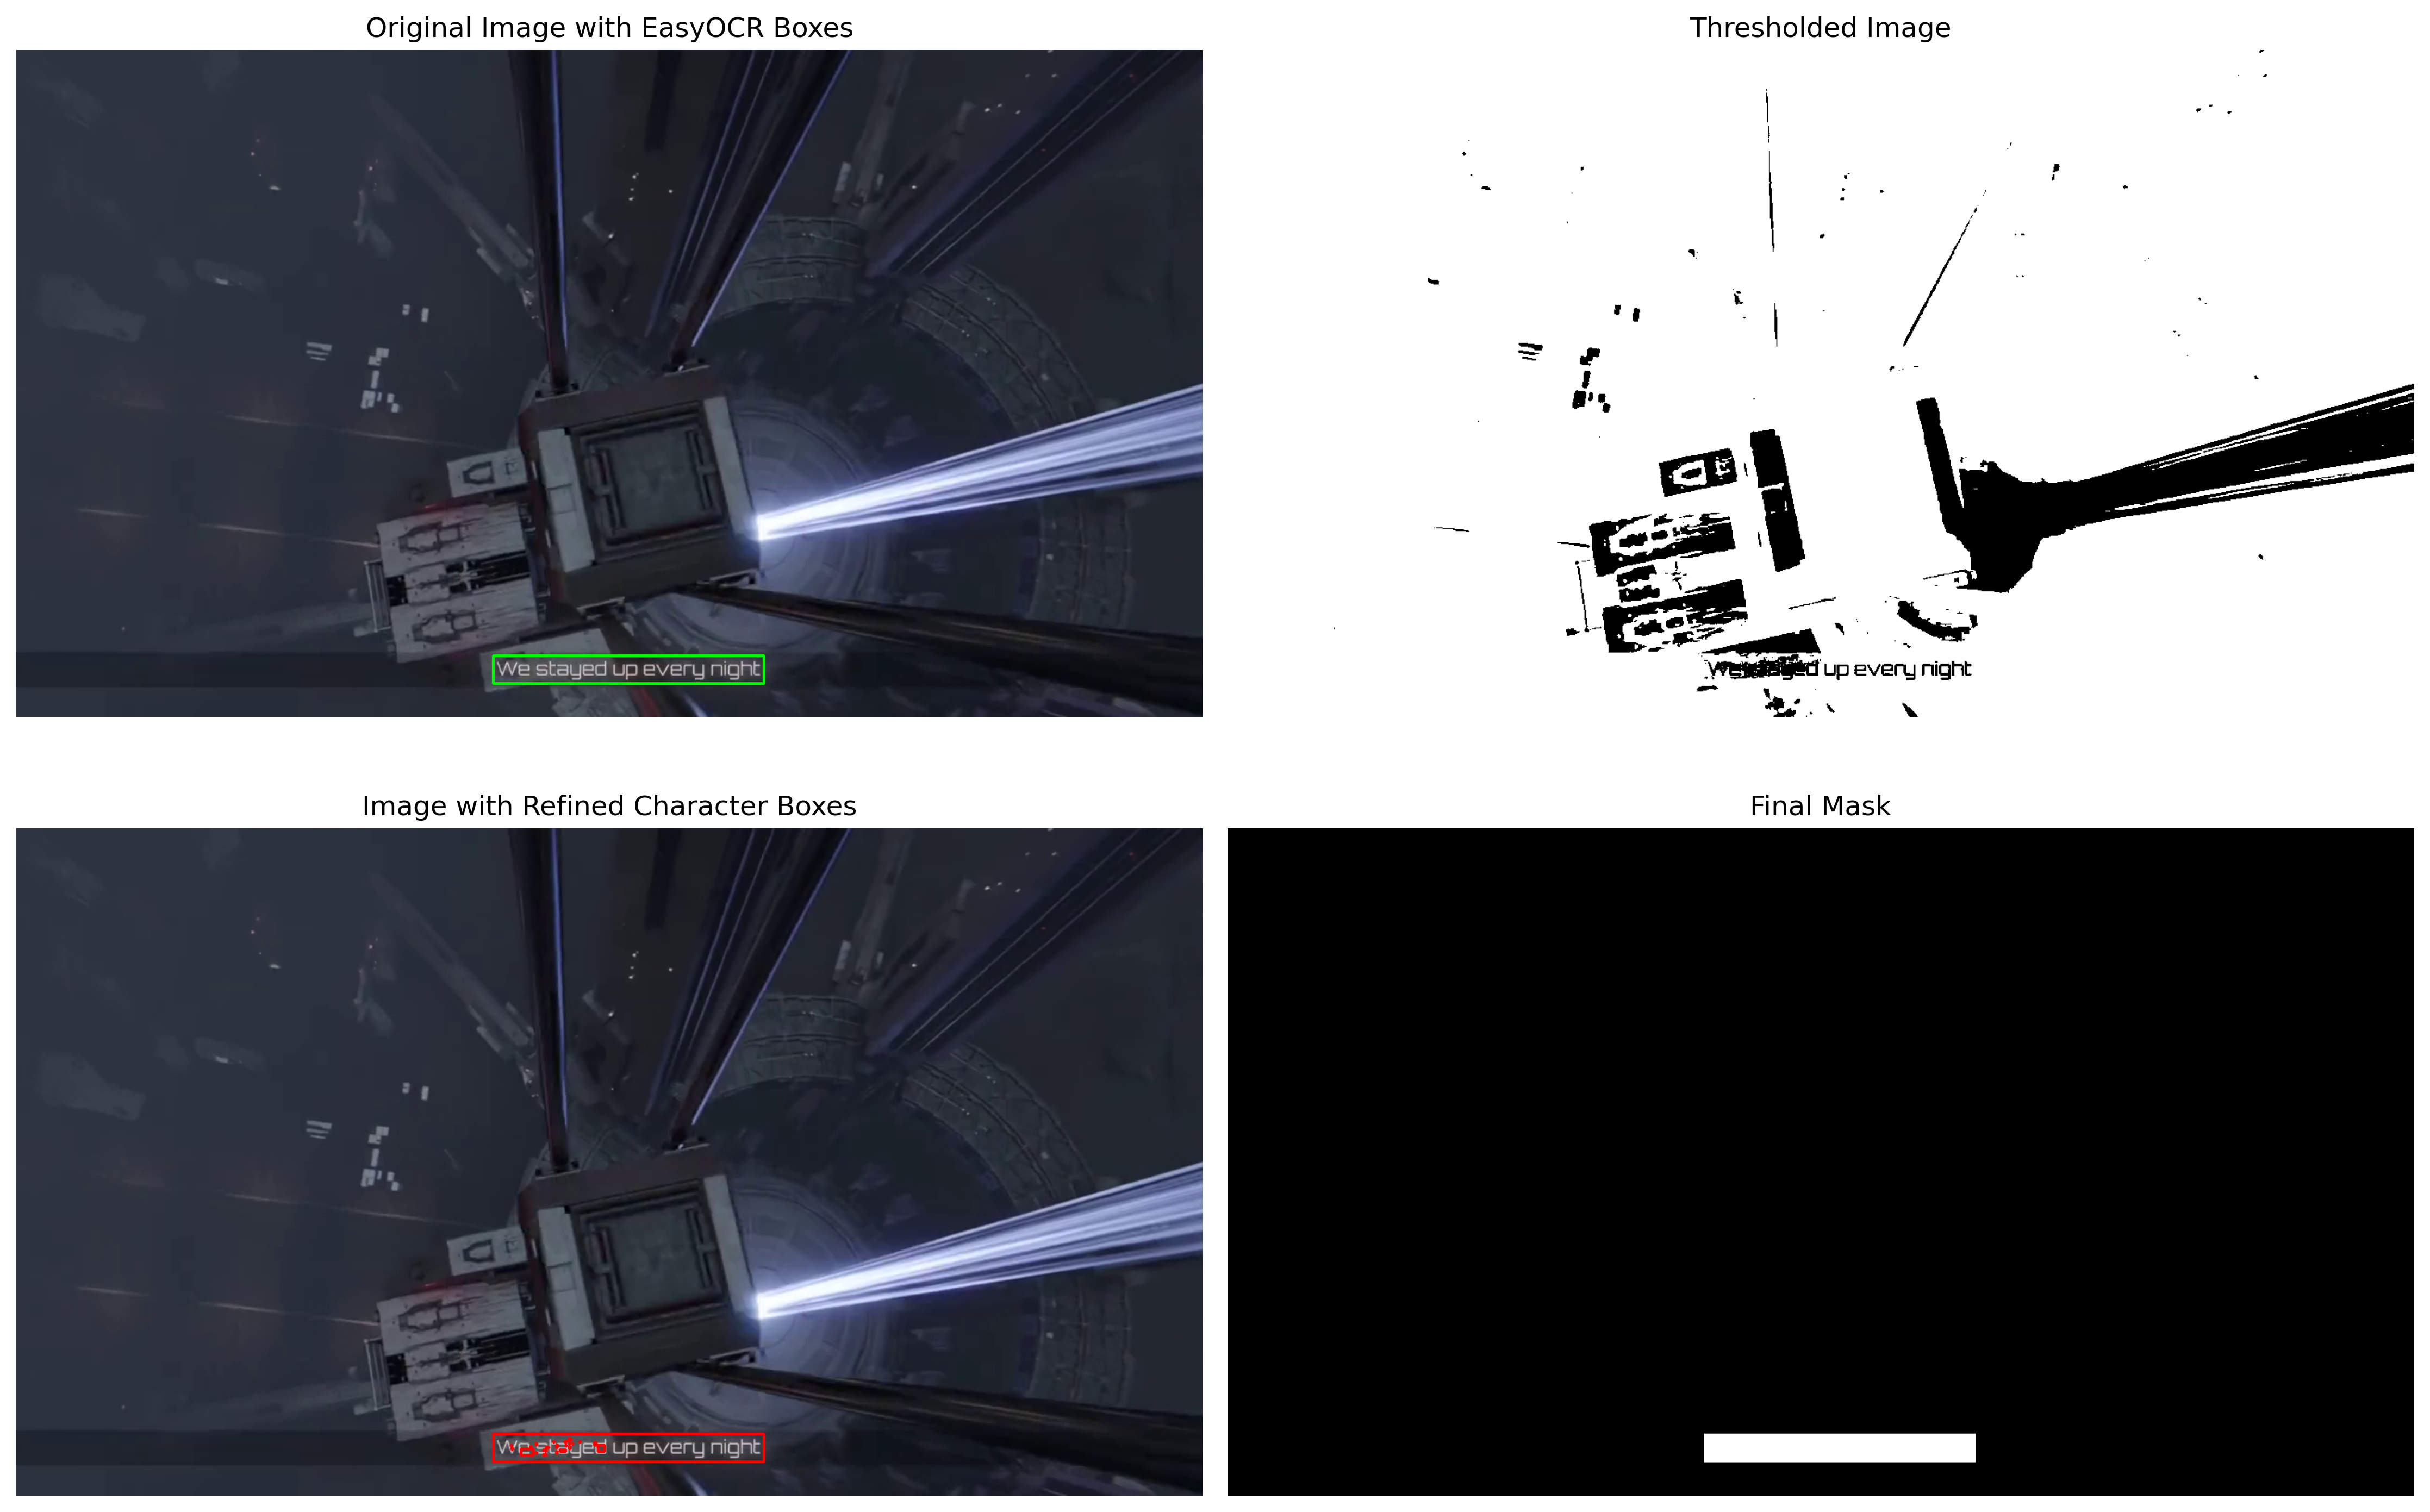 Original Image with EasyOCR Boxes
Thresholded Image
We stayed up every night
We stayed up every night
Image with Refined Character Boxes
Final Mask
We stayed up every night